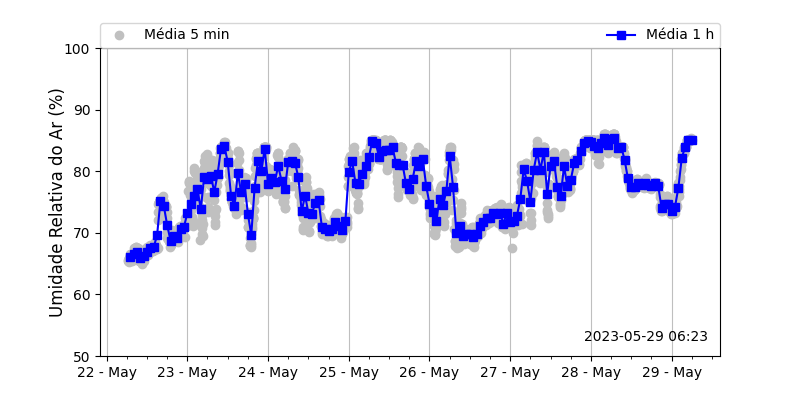 Média 5 min
Média 1 h
Umidade Relativa do Ar (%)
100
90
80
70
60
50
2023-05-29 06:23
22 - May
23 - May
24 - May
25 - May
26 - May
27 - May
28 - May
29 - May